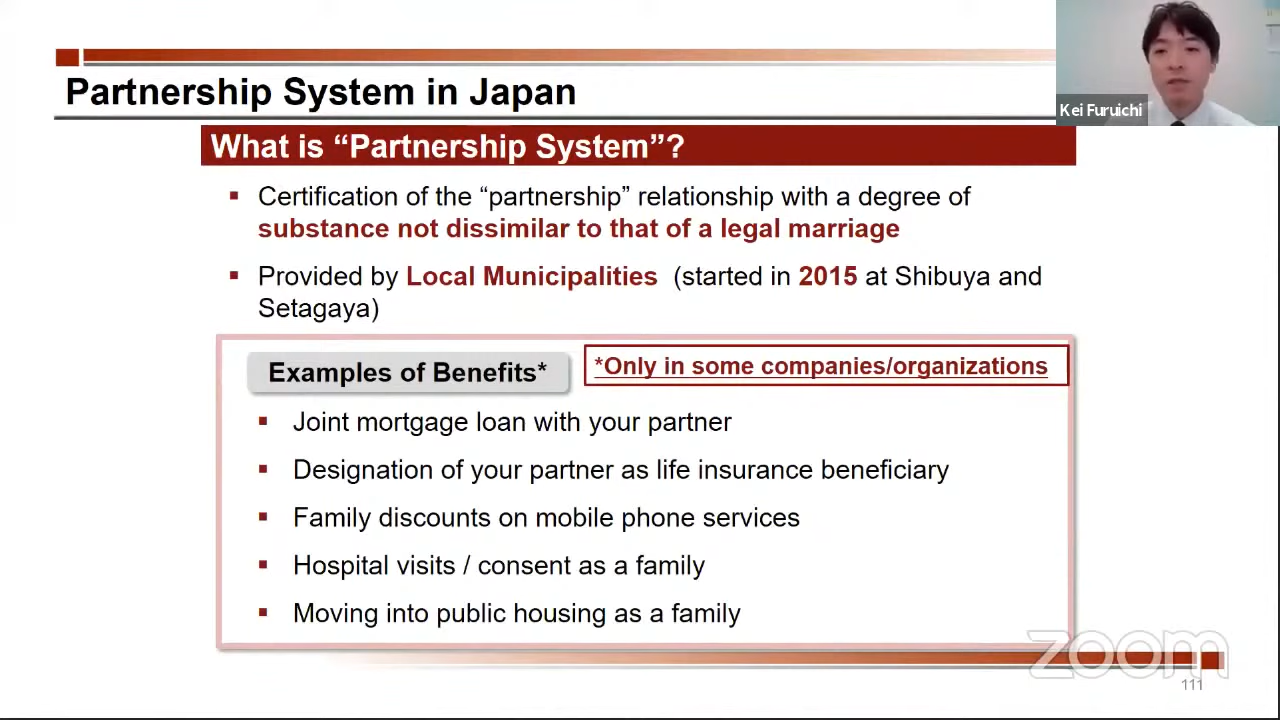 Partnership System in Japan
Kei Furuichi
What is “Partnership System”?
▪ Certification of the “partnership” relationship with a degree of
substance not dissimilar to that of a legal marriage
▪ Provided by Local Municipalities (started in 2015 at Shibuya and
Setagaya)
Examples of Benefits*
*Only in some companies/organizations
▪ Joint mortgage loan with your partner
▪ Designation of your partner as life insurance beneficiary
▪ Family discounts on mobile phone services
▪ Hospital visits / consent as a family
▪ Moving into public housing as a family
zoom
111